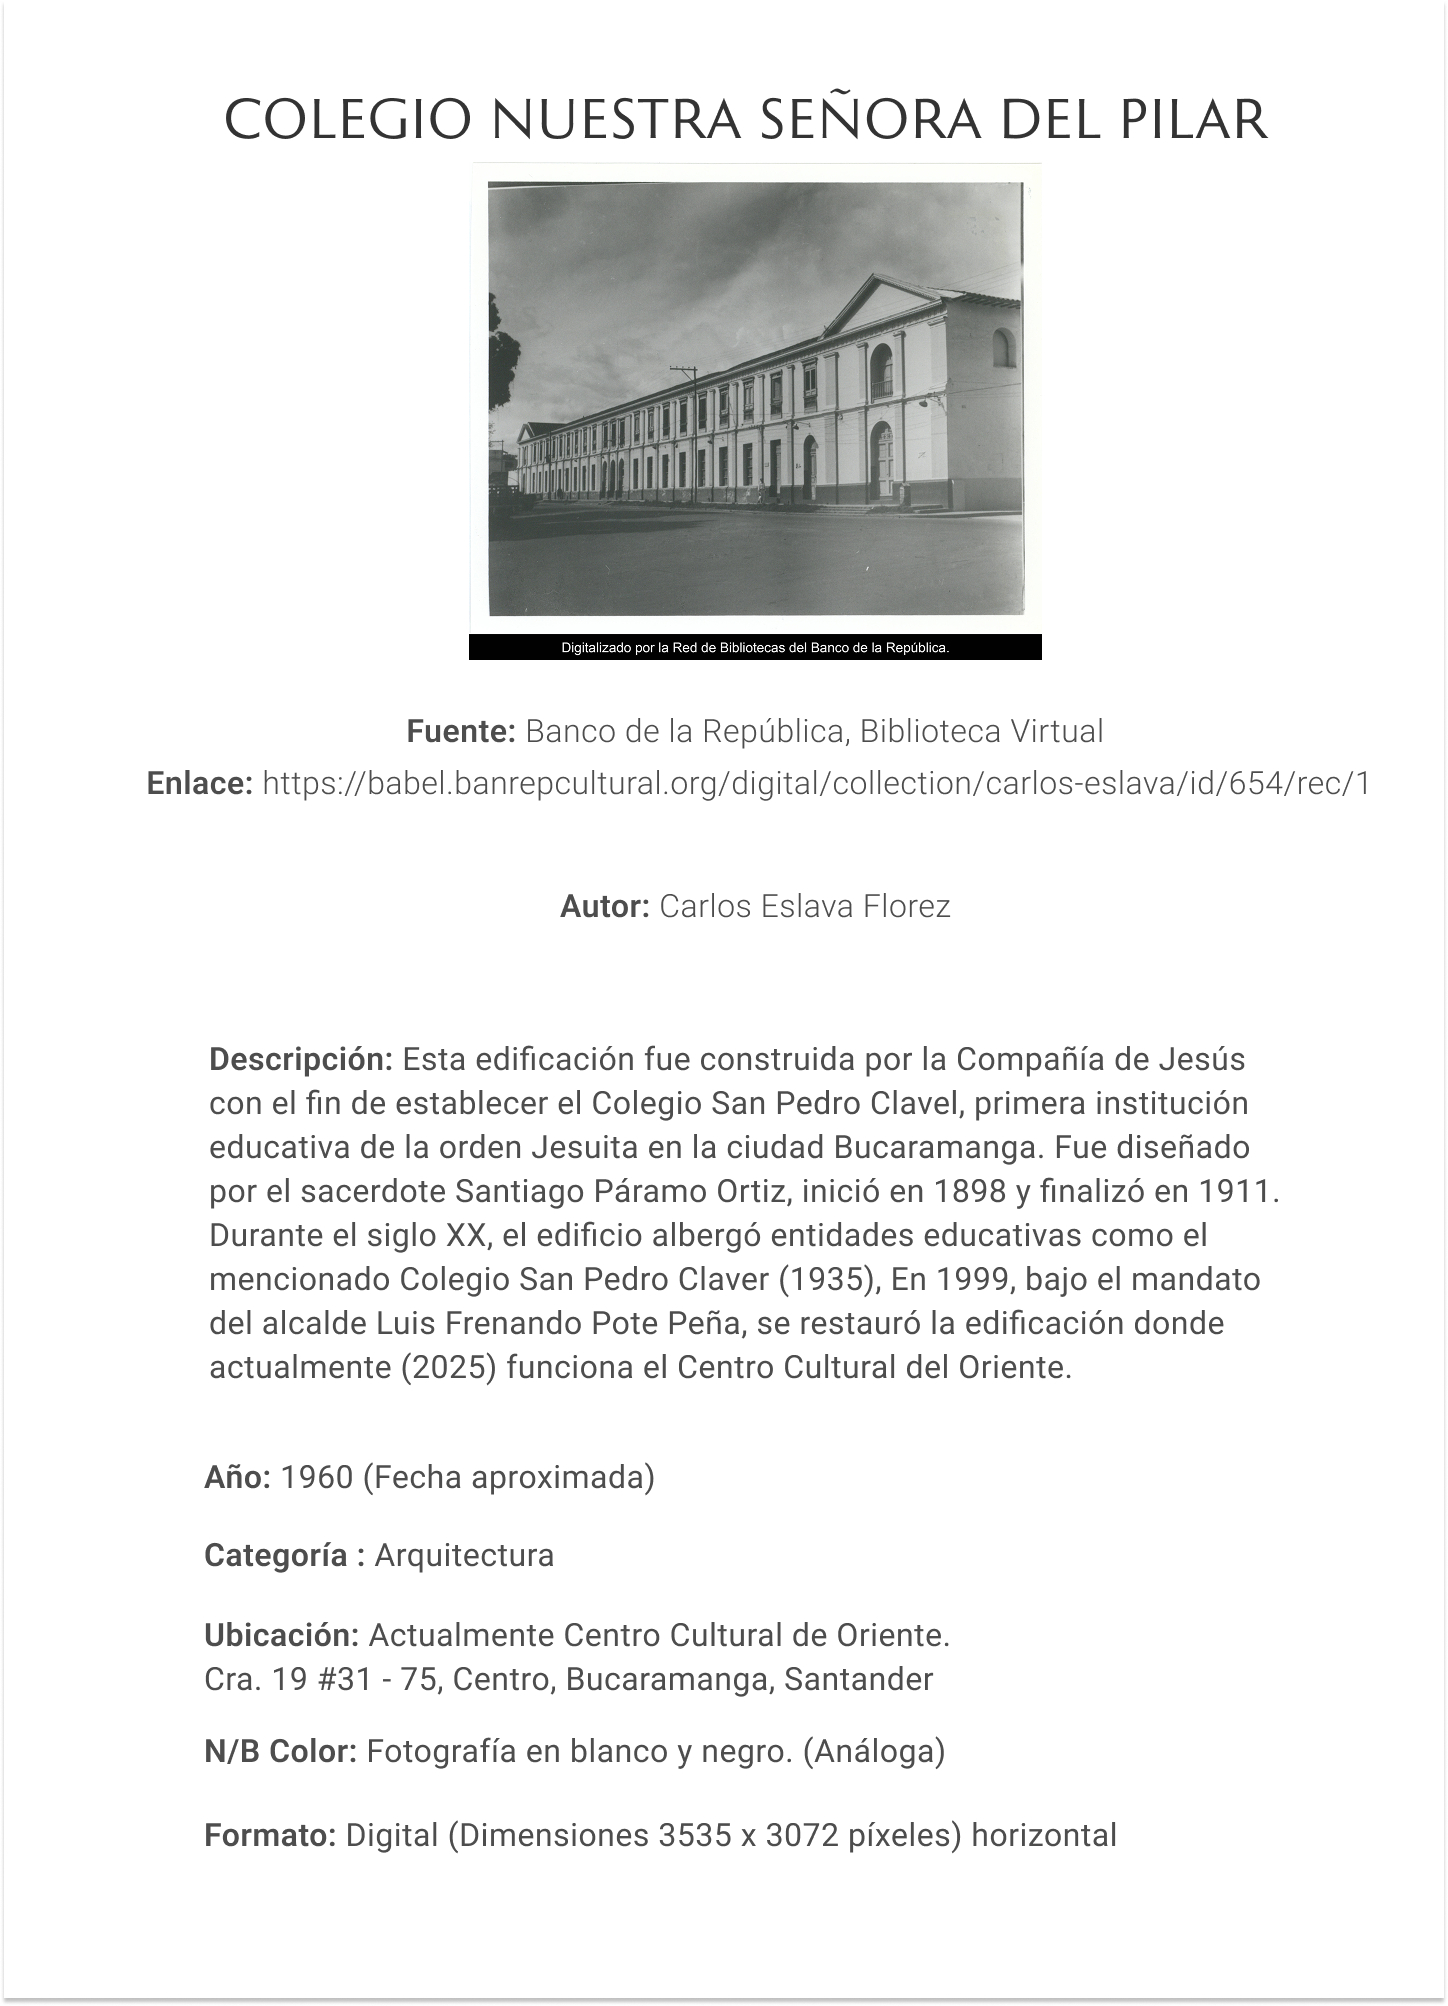 COLEGIO NUESTRA SEÑORA DEL PILAR
Digitalizado por la Red de Bibliotecas del Banco de la República.
Fuente: Banco de la República, Biblioteca Virtual
Enlace: https://babel.banrepcultural.org/digital/collection/carlos-eslava/id/654/rec/1
Autor: Carlos Eslava Florez
Descripción: Esta edificación fue construida por la Compañía de Jesús
con el fin de establecer el Colegio San Pedro Clavel, primera institución
educativa de la orden Jesuita en la ciudad Bucaramanga. Fue diseñado
por el sacerdote Santiago Páramo Ortiz, inició en 1898 y finalizó en 1911.
Durante el siglo XX, el edificio albergó entidades educativas como el
mencionado Colegio San Pedro Claver (1935), En 1999, bajo el mandato
del alcalde Luis Frenando Pote Peña, se restauró la edificación donde
actualmente (2025) funciona el Centro Cultural del Oriente.
Año: 1960 (Fecha aproximada)
Categoría : Arquitectura
Ubicación: Actualmente Centro Cultural de Oriente.
Cra. 19 #31 - 75, Centro, Bucaramanga, Santander
N/B Color: Fotografía en blanco y negro. (Análoga)
Formato: Digital (Dimensiones 3535 x 3072 píxeles) horizontal